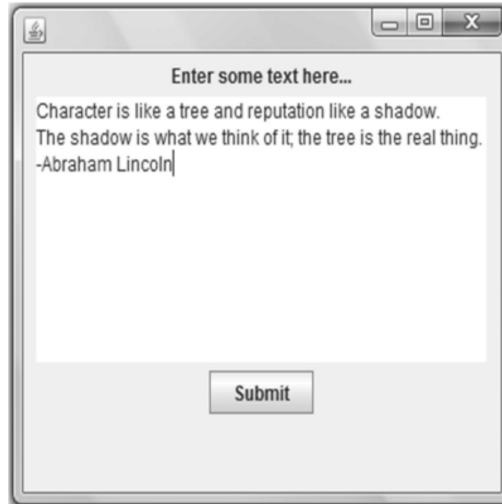 Enter some text here...
Character is like a tree and reputation like a shadow.
The shadow is what we think of it; the tree is the real thing.
-Abraham Lincoln
Submit